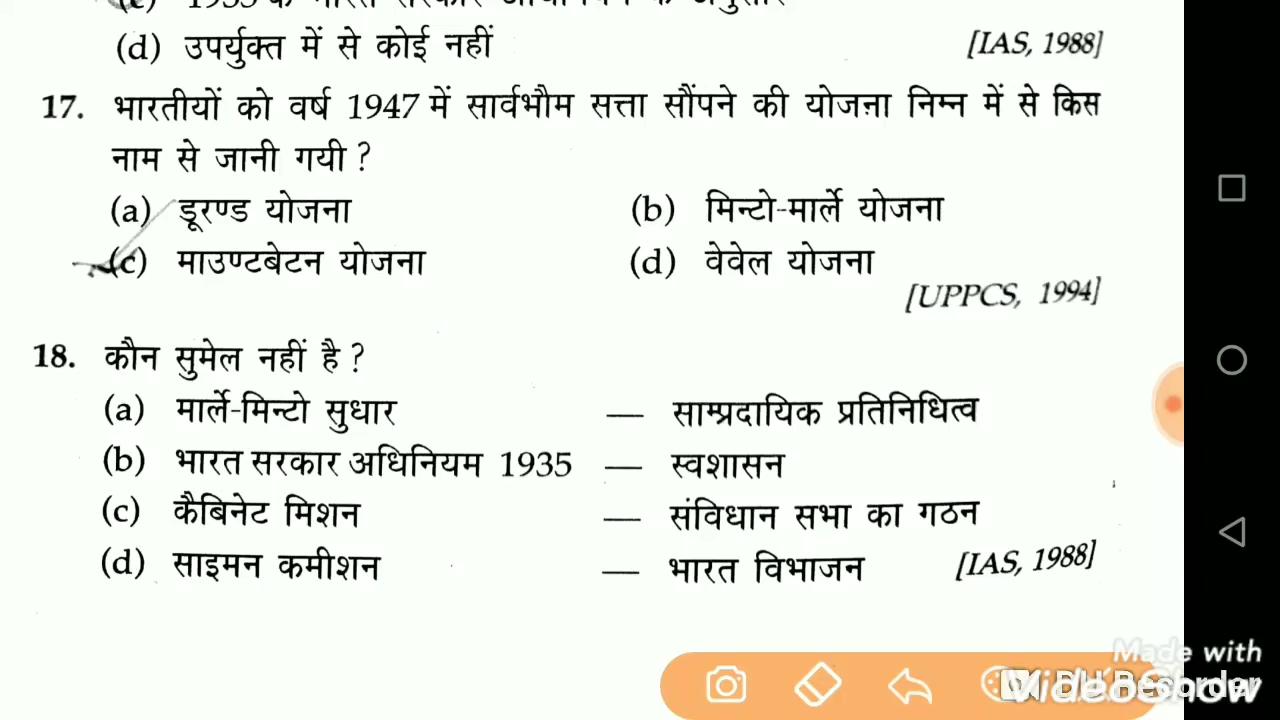 (d) उपर्युक्त में से कोई नहीं [IAS, 1988]
17. भारतीयों को वर्ष 1947 में सार्वभौम सत्ता सौंपने की योजना निम्न में से किस
नाम से जानी गयी ?
(a) डूरण्ड योजना (b) मिन्टो-मार्ले योजना
(c) माउण्टबेटन योजना (d) वेवेल योजना
[UPPCS, 1994]
18. कौन सुमेल नहीं है ?
(a) मार्ले-मिन्टो सुधार — साम्प्रदायिक प्रतिनिधित्व
(b) भारत सरकार अधिनियम 1935 — स्वशासन
(c) कैबिनेट मिशन — संविधान सभा का गठन
(d) साइमन कमीशन — भारत विभाजन [IAS, 1988]
Made with
VideoShow